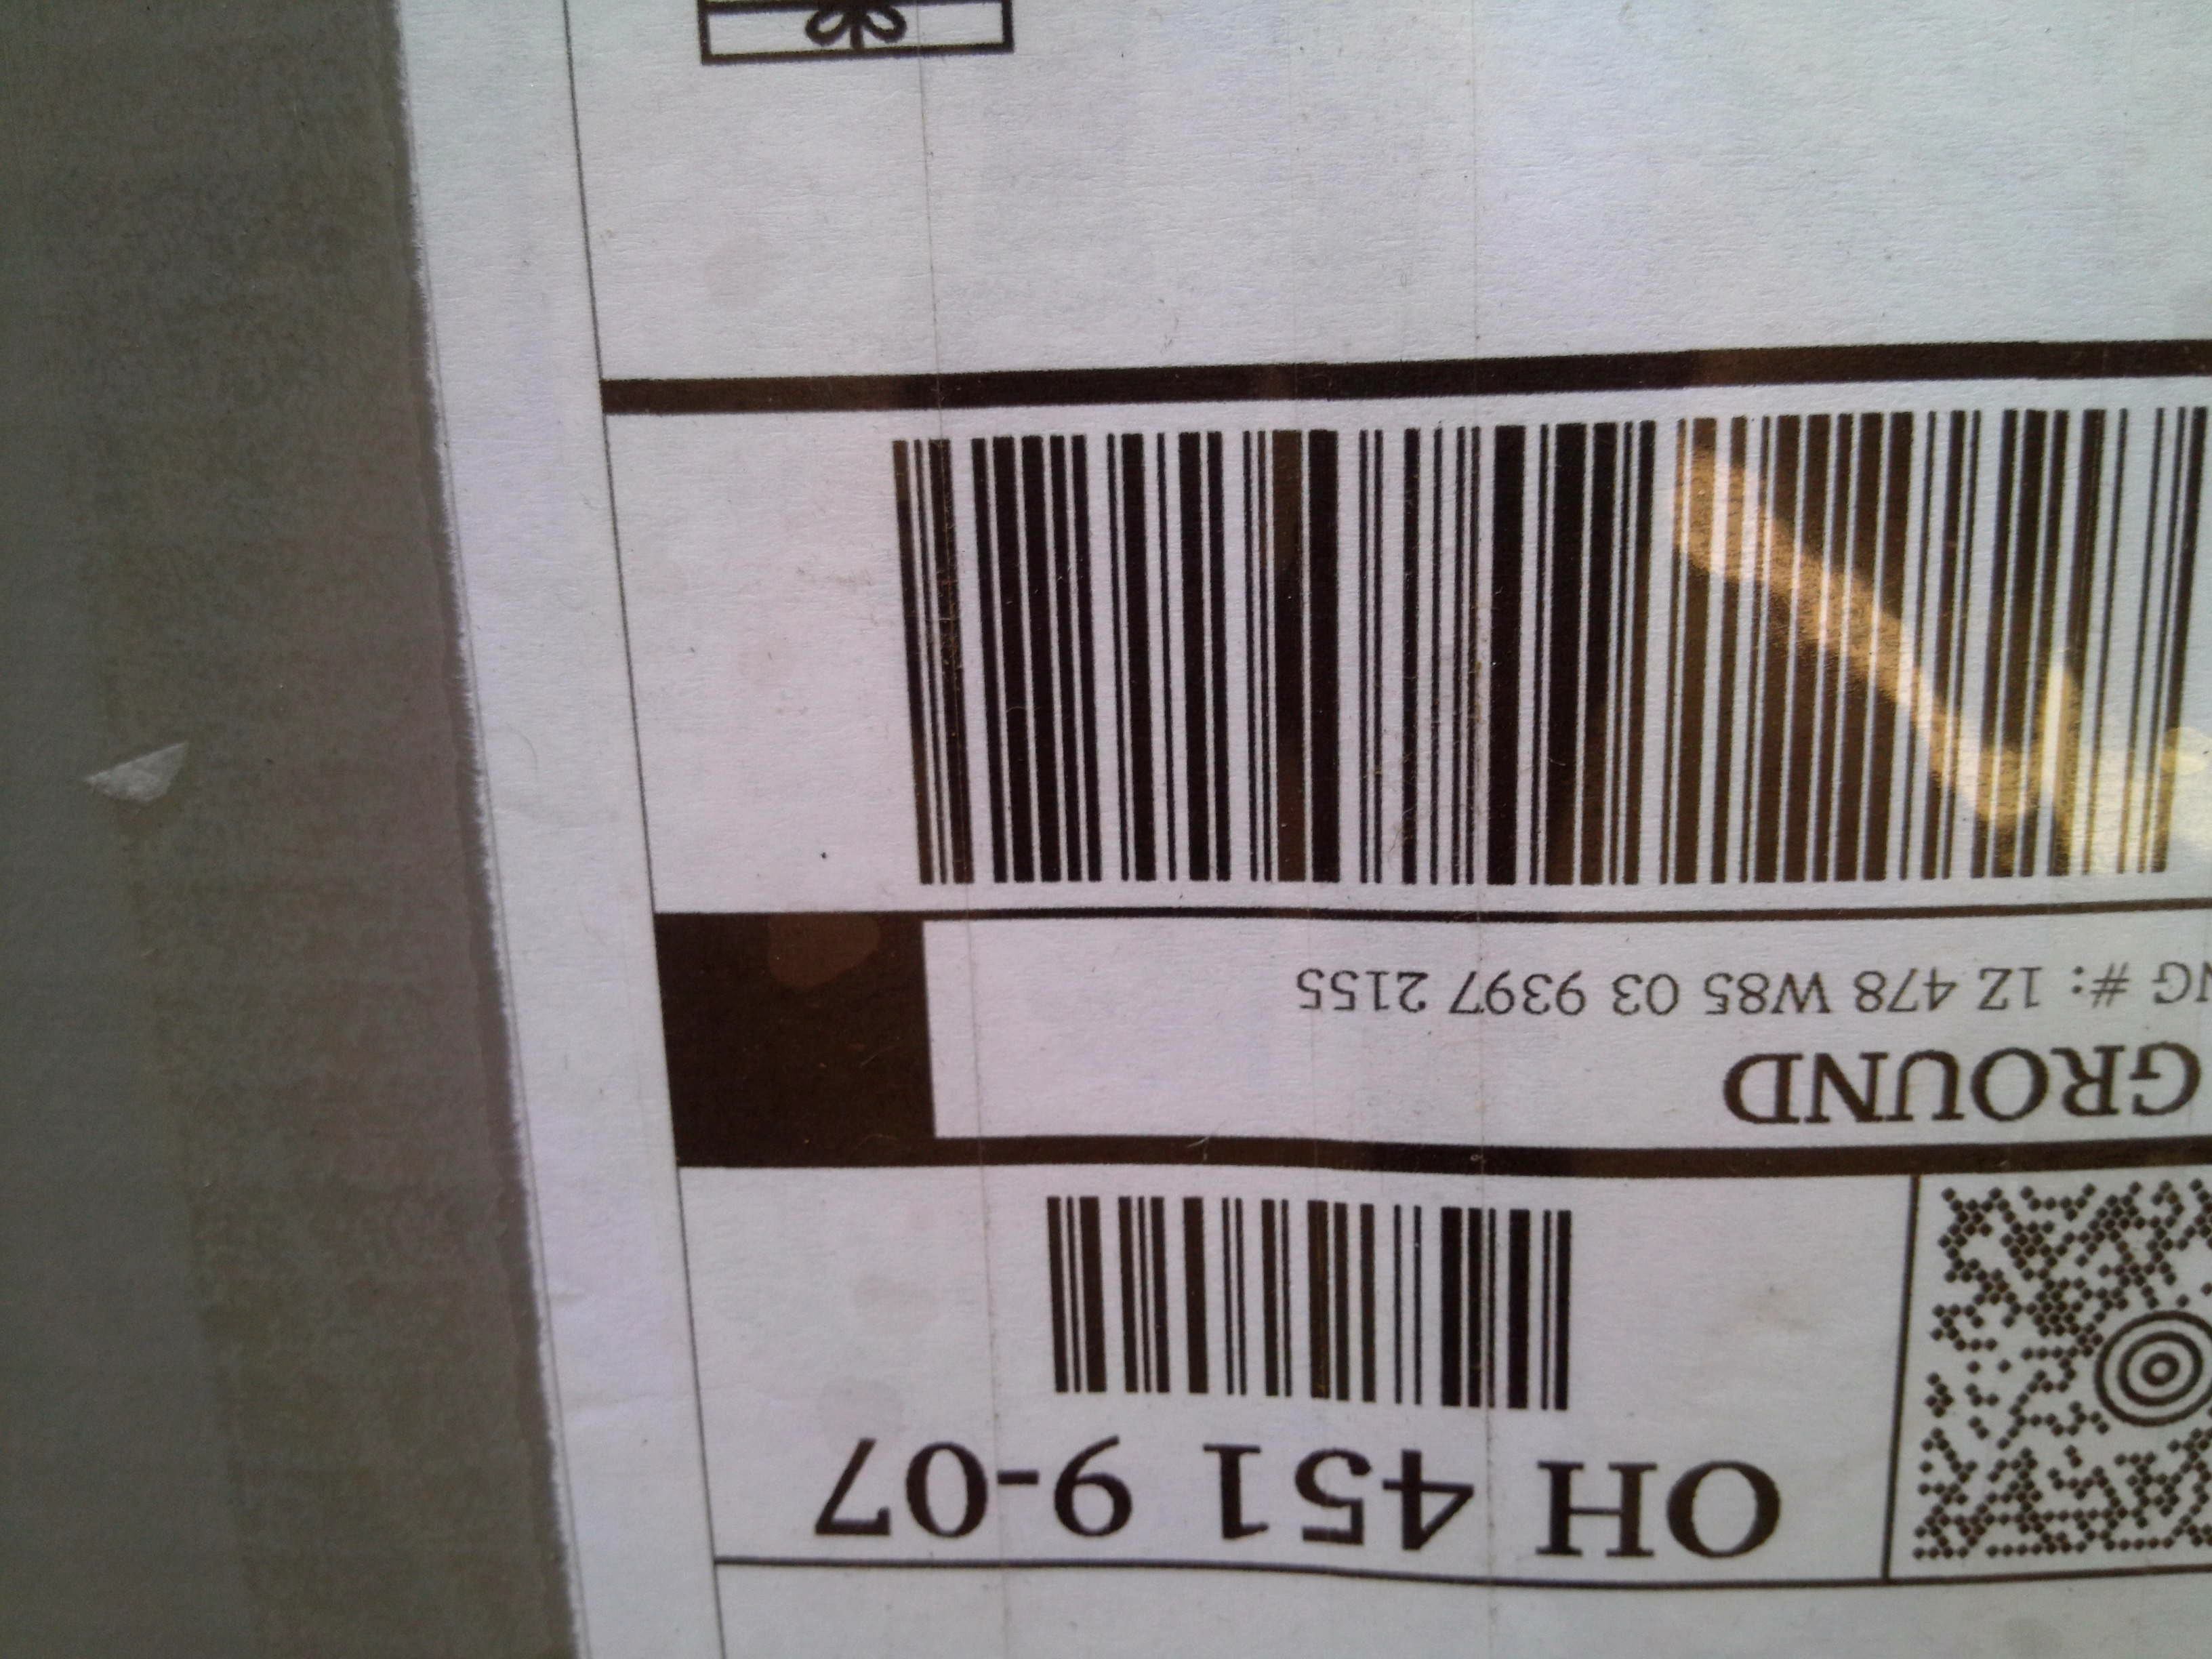 OH 451 9-07
GROUND
NG #: 1Z 478 W85 03 9397 2155